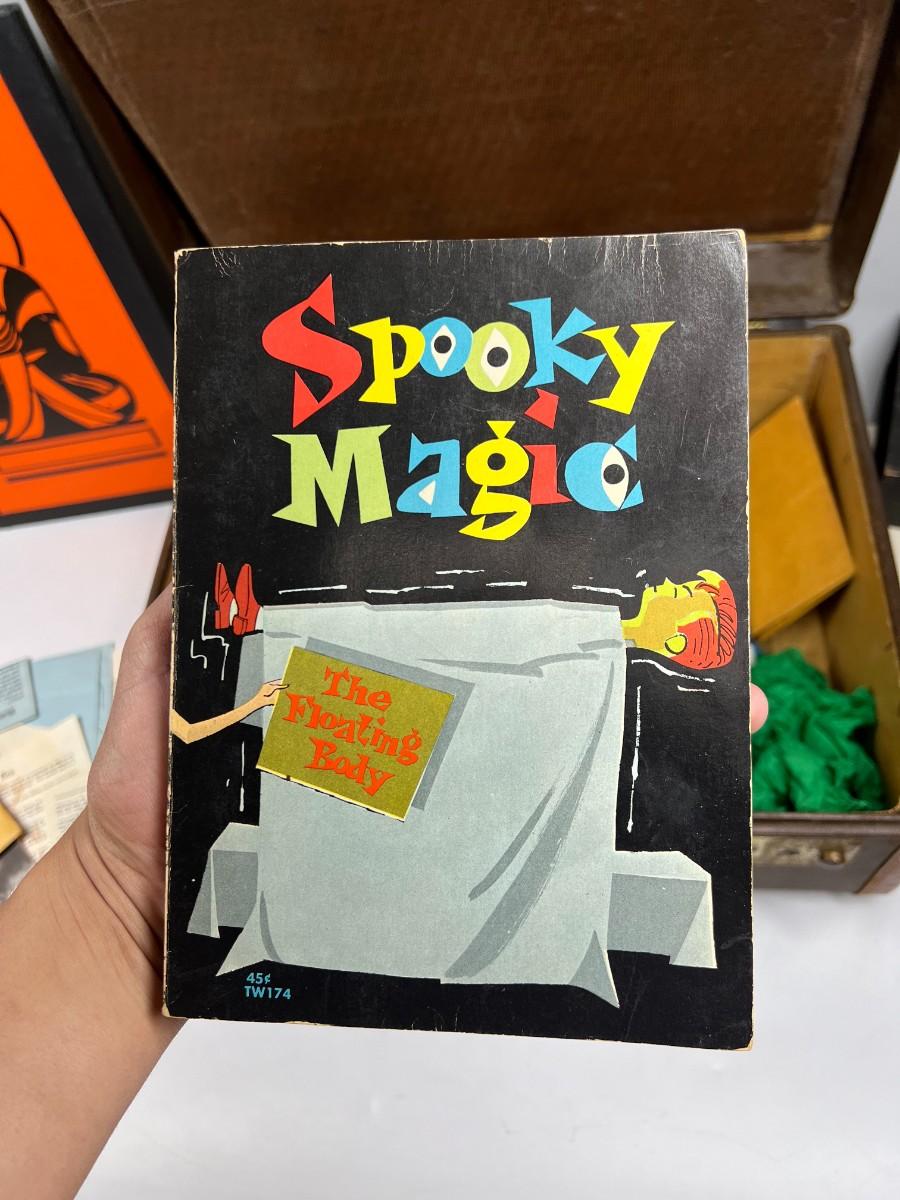 Spooky
Magic
The
Floating
Body
45¢
TW174